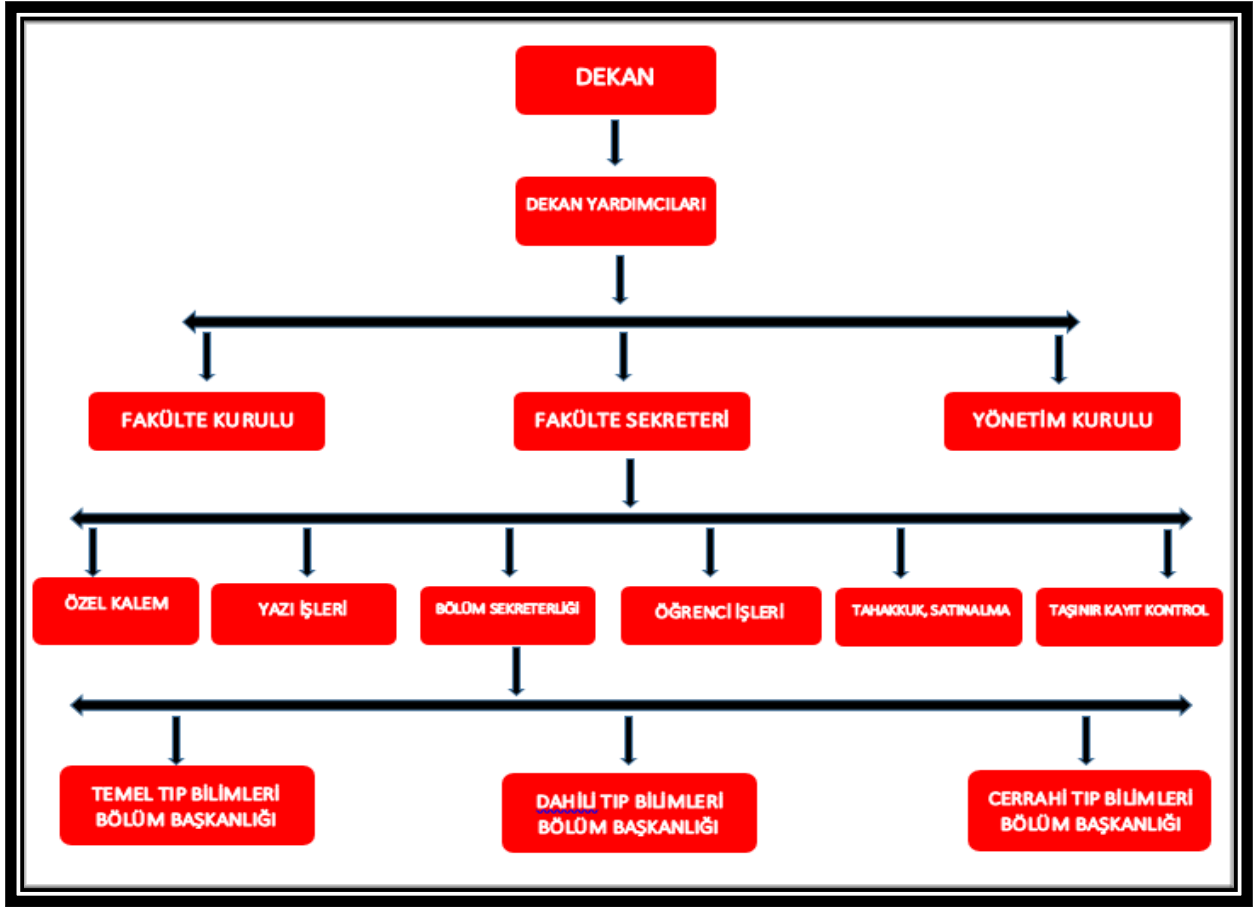 DEKAN
DEKAN YARDIMCILARI
FAKÜLTE KURULU
FAKÜLTE SEKRETERİ
YÖNETİM KURULU
ÖZEL KALEM
YAZI İŞLERİ
BÖLÜM SEKRETERLİĞİ
ÖĞRENCİ İŞLERİ
TAHAKKUK, SATINALMA
TAŞINIR KAYIT KONTROL
TEMEL TIP BİLİMLERİ
BÖLÜM BAŞKANLIĞI
DAHİLİ TIP BİLİMLERİ
BÖLÜM BAŞKANLIĞI
CERRAHİ TIP BİLİMLERİ
BÖLÜM BAŞKANLIĞI